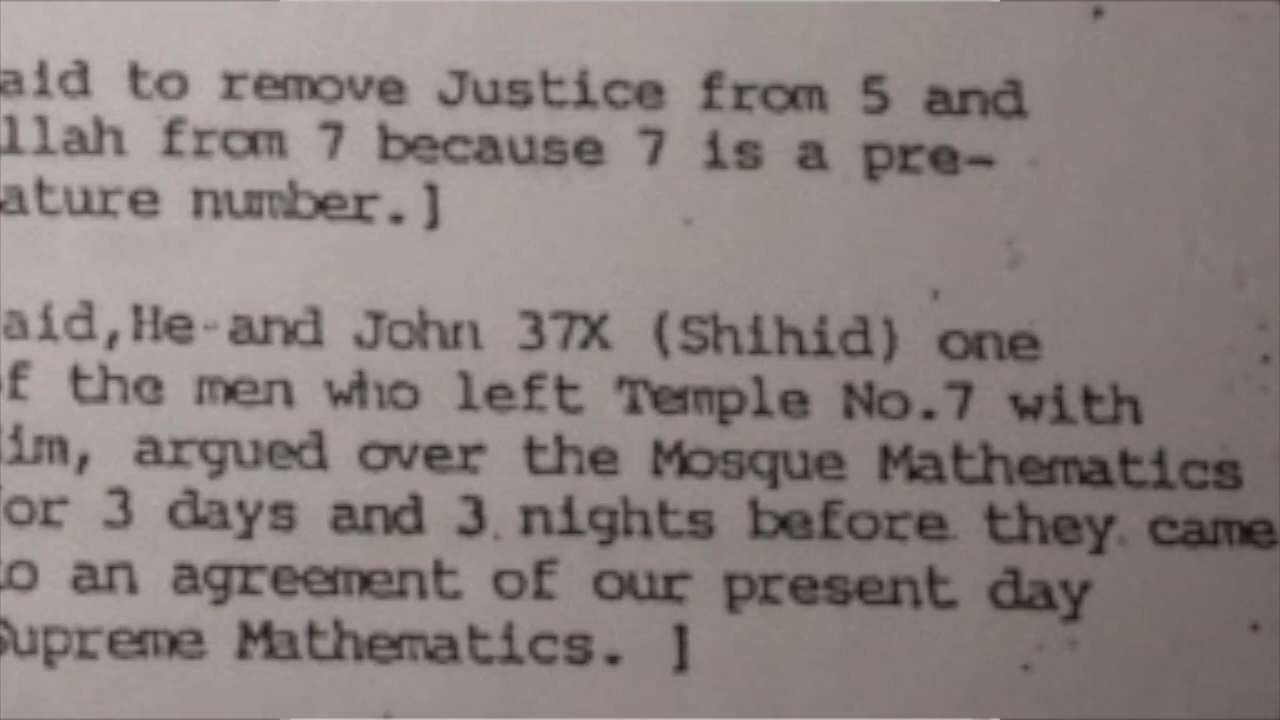 aid to remove Justice from 5 and
llah from 7 because 7 is a pre-
ature number.]
aid,He and John 37X (Shihid) one
f the men who left Temple No.7 with
im, argued over the Mosque Mathematics
or 3 days and 3 nights before they came
o an agreement of our present day
Supreme Mathematics. ]